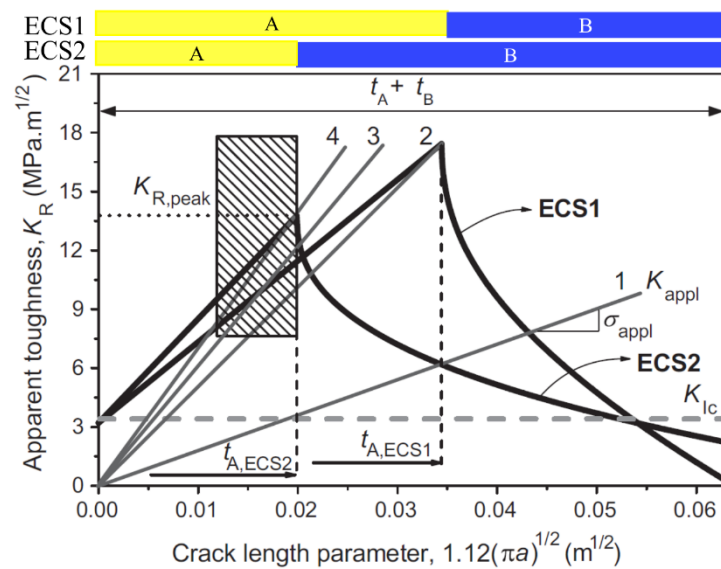 ECS1 A B
ECS2 A B
t_A + t_B
21
18
15
12
9
6
3
0
Apparent toughness, K_R (MPa.m^1/2)
4 3 2
K_R,peak
ECS1
1 K_appl
σ_appl
ECS2
K_Ic
t_A,ECS2
t_A,ECS1
0.00 0.01 0.02 0.03 0.04 0.05 0.06
Crack length parameter, 1.12(πa)^1/2 (m^1/2)